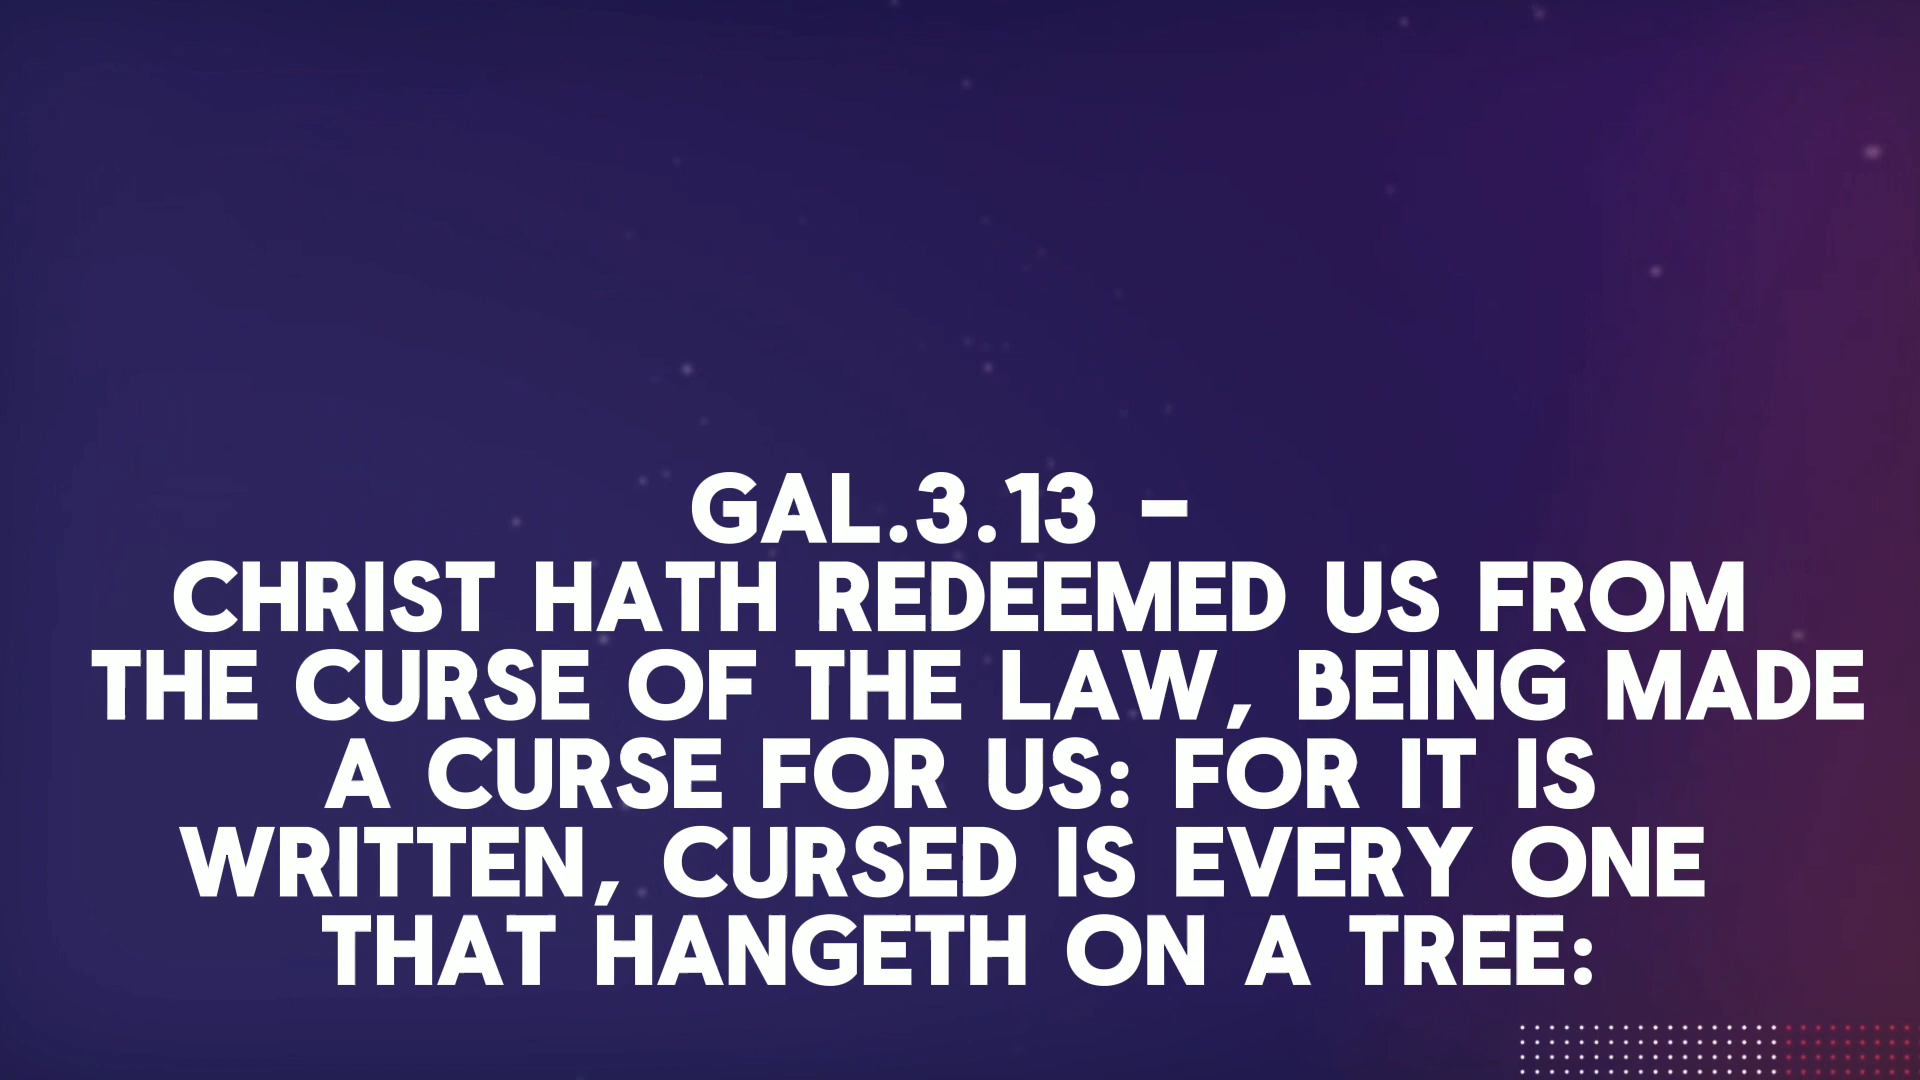 GAL.3.13 -
CHRIST HATH REDEEMED US FROM
THE CURSE OF THE LAW, BEING MADE
A CURSE FOR US: FOR IT IS
WRITTEN, CURSED IS EVERY ONE
THAT HANGETH ON A TREE: